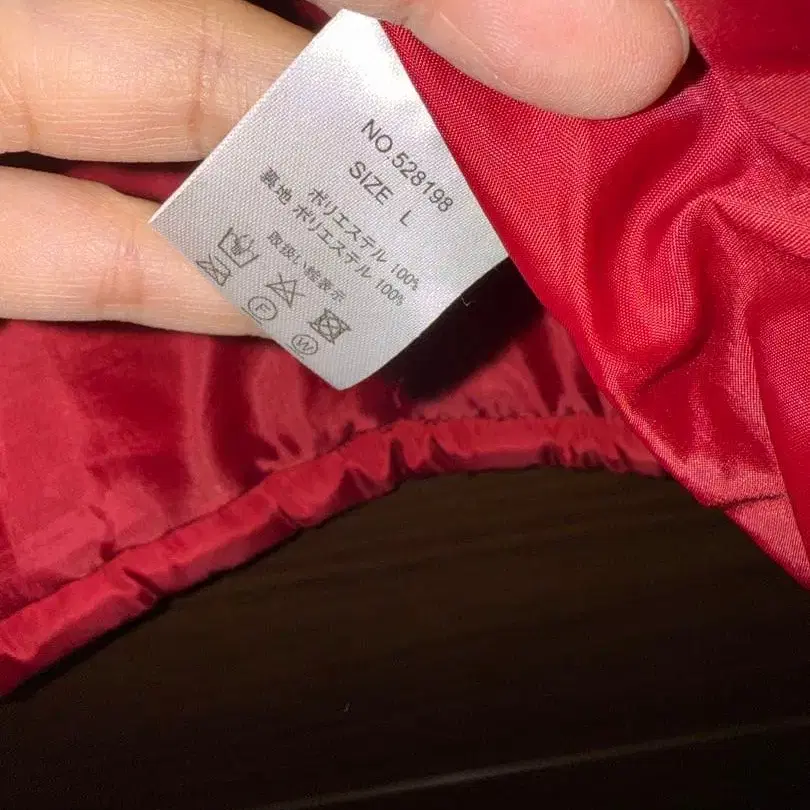 NO.528198
SIZE L
ポリエステル 100%
裏地 ポリエステル 100%
取扱い絵表示
F
W